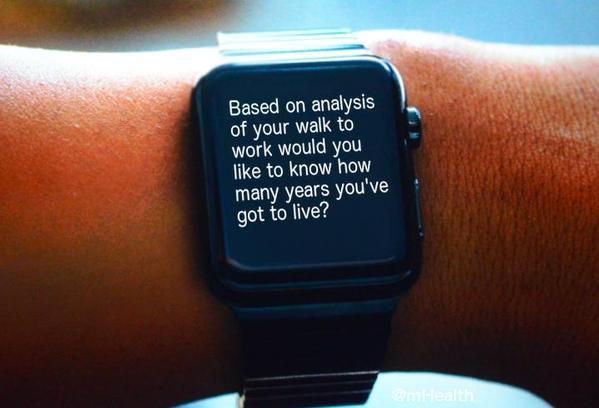 Based on analysis
of your walk to
work would you
like to know how
many years you've
got to live?
@mHealth